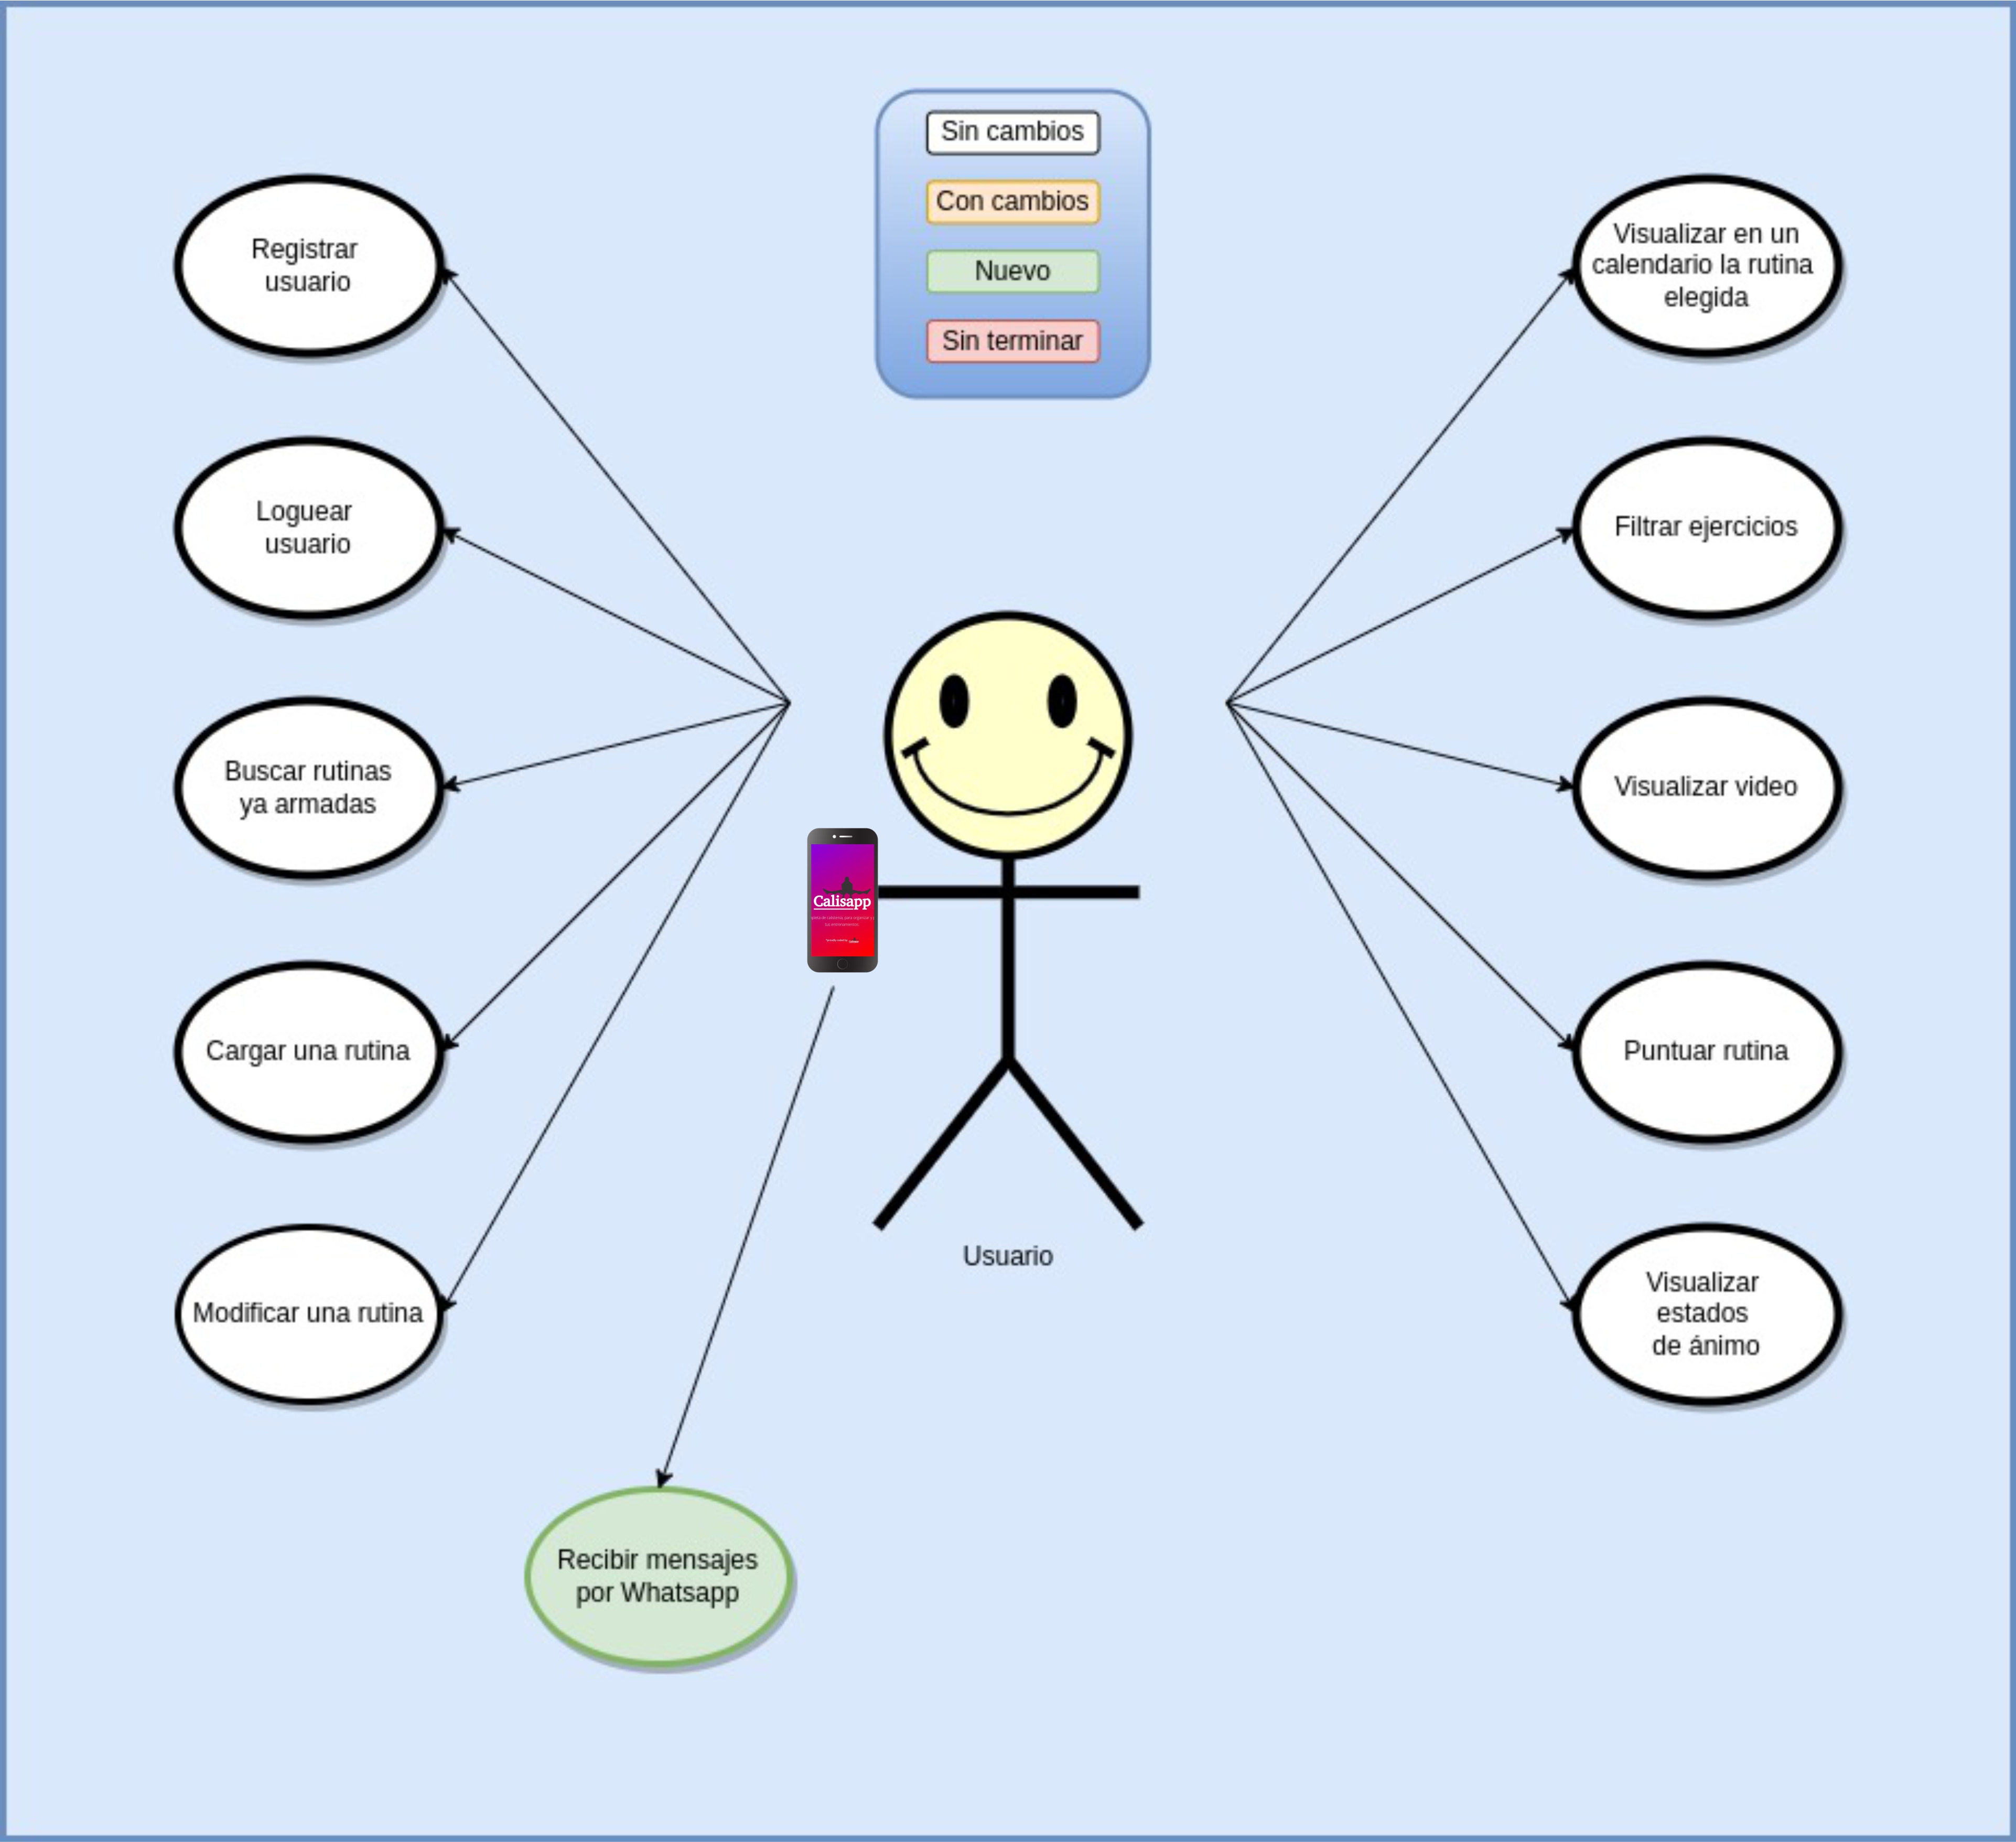 Sin cambios
Con cambios
Nuevo
Sin terminar
Registrar
usuario
Loguear
usuario
Buscar rutinas
ya armadas
Cargar una rutina
Modificar una rutina
Recibir mensajes
por Whatsapp
Calisapp
Usuario
Visualizar en un
calendario la rutina
elegida
Filtrar ejercicios
Visualizar video
Puntuar rutina
Visualizar
estados
de ánimo